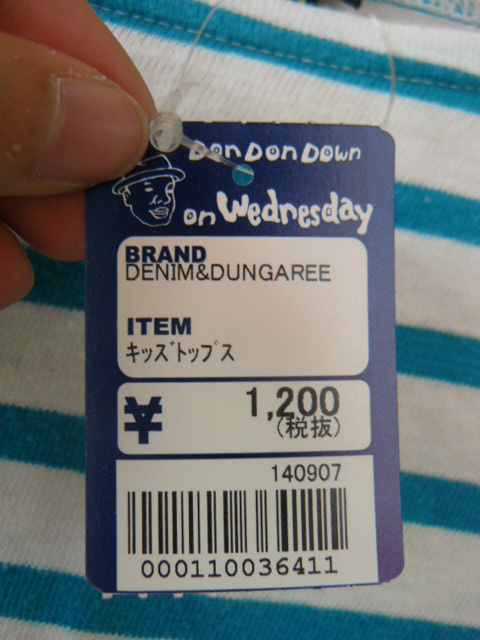 Don Don Down
on Wednesday
BRAND
DENIM&DUNGAREE
ITEM
キッズトップス
¥ 1,200
(税抜)
140907
000110036411